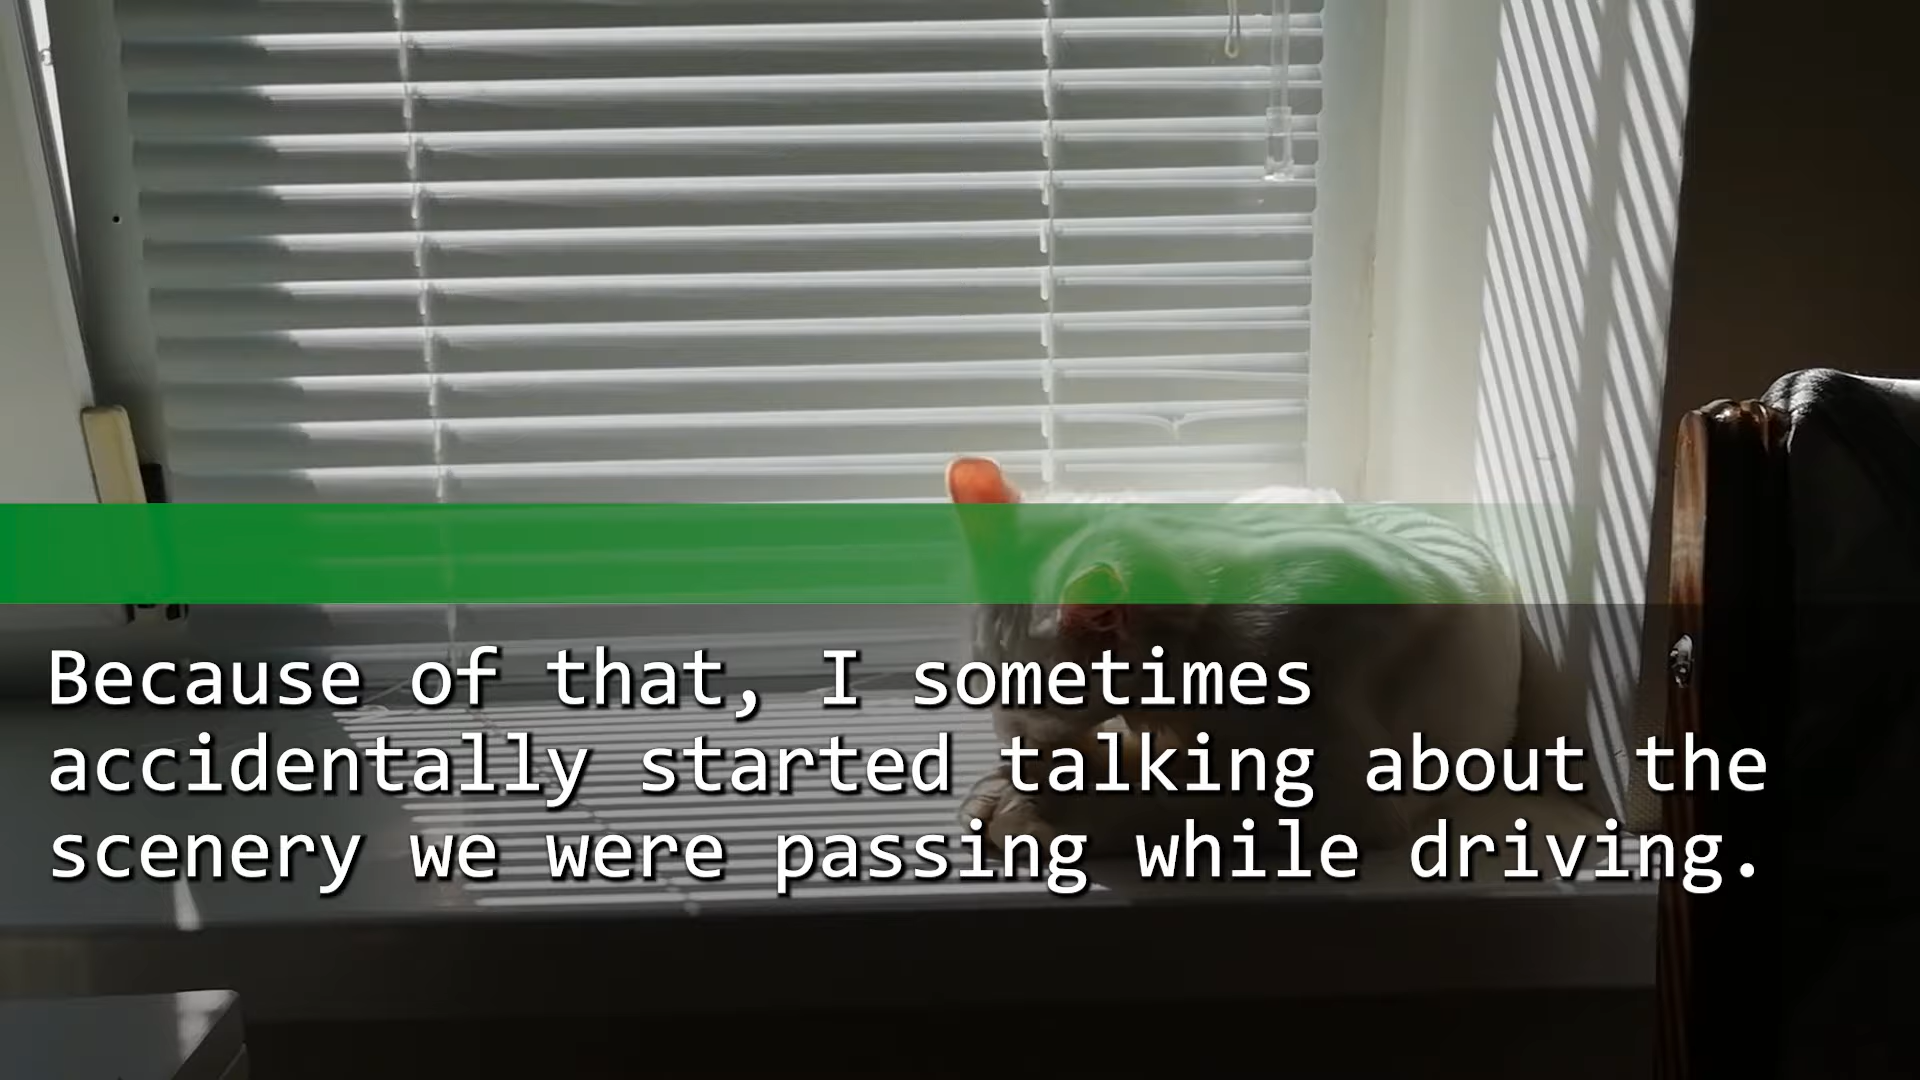 Because of that, I sometimes
accidentally started talking about the
scenery we were passing while driving.